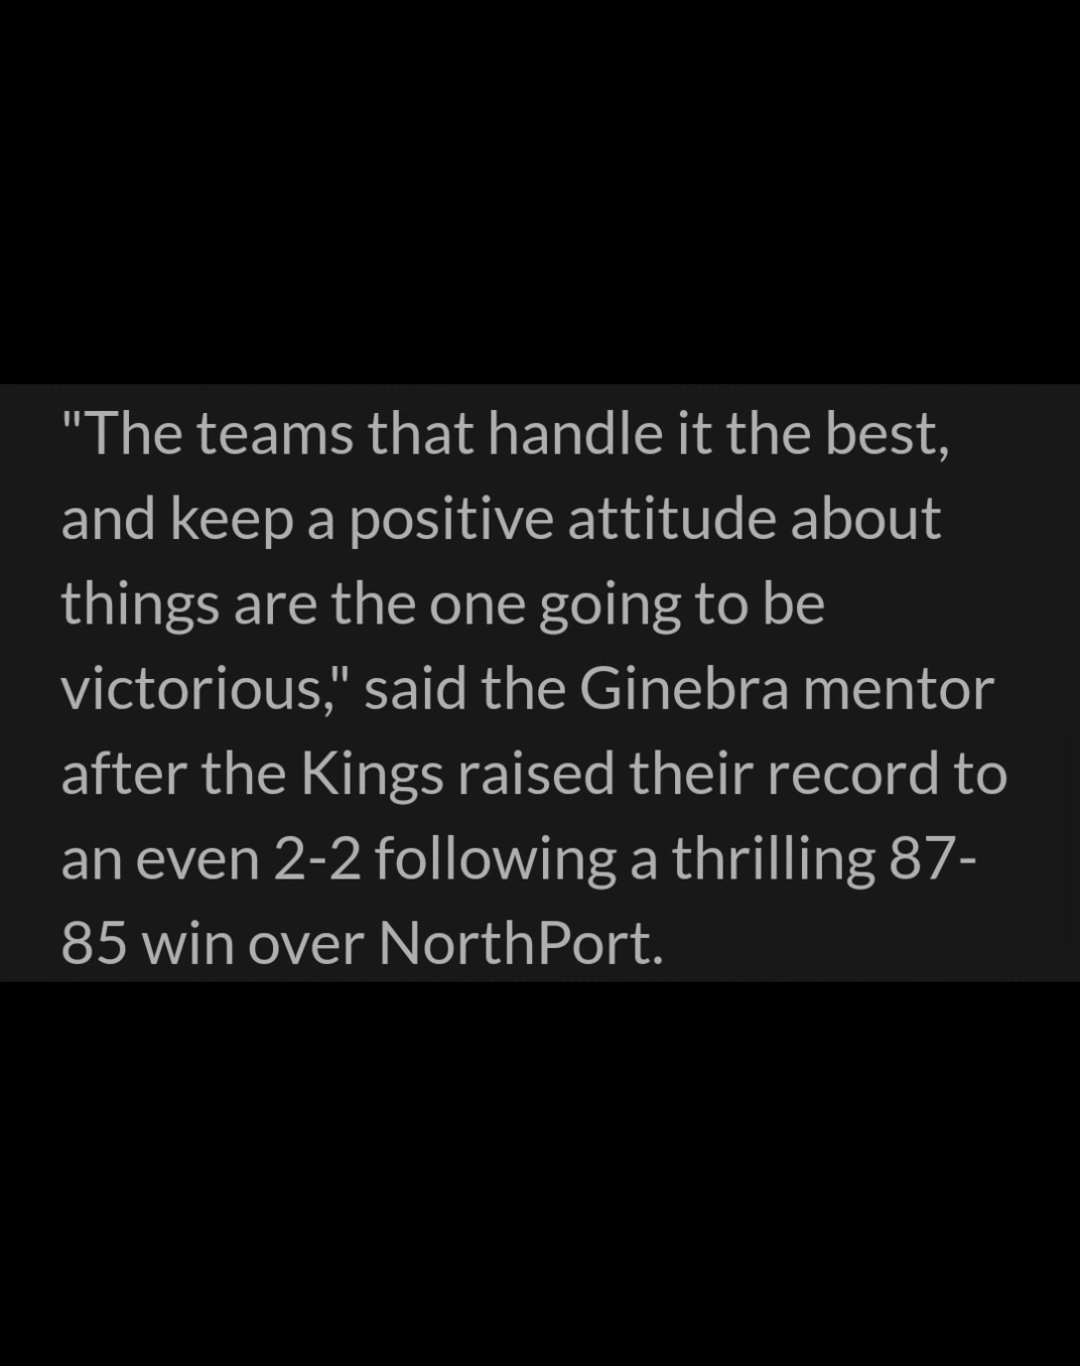 "The teams that handle it the best,
and keep a positive attitude about
things are the one going to be
victorious," said the Ginebra mentor
after the Kings raised their record to
an even 2-2 following a thrilling 87-
85 win over NorthPort.